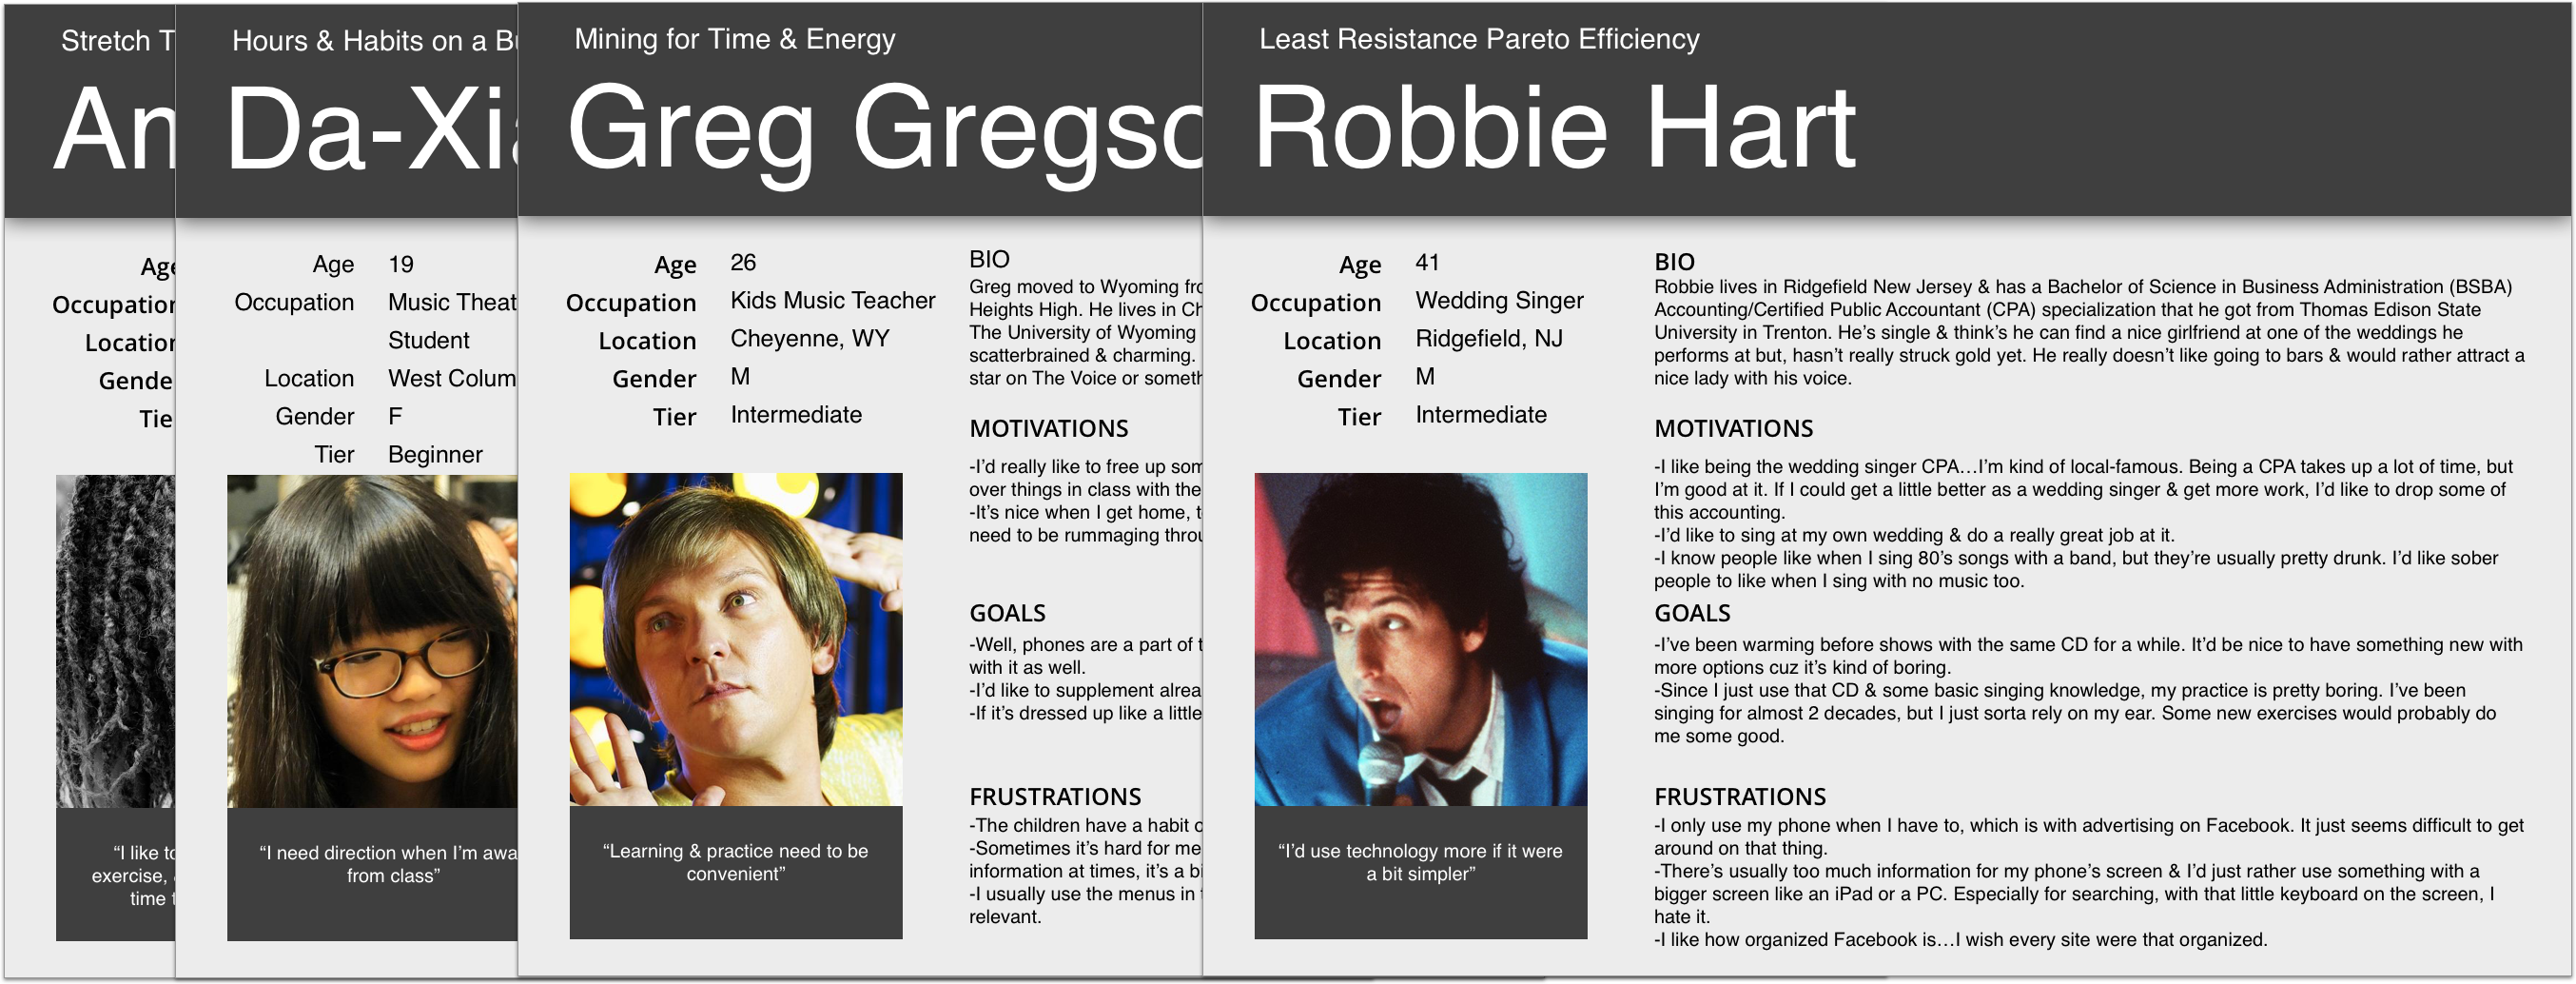 Stretch T
An
Age
Occupation
Location
Gende
Tie
“I like to
exercise,
time t
Hours & Habits on a Bu
Da-Xia
Age 19
Occupation Music Theat
Student
Location West Colum
Gender F
Tier Beginner
“I need direction when I’m awa
from class”
Mining for Time & Energy
Greg Gregso
Age 26
Occupation Kids Music Teacher
Location Cheyenne, WY
Gender M
Tier Intermediate
“Learning & practice need to be
convenient”
BIO
Greg moved to Wyoming fro
Heights High. He lives in Ch
The University of Wyoming
scatterbrained & charming.
star on The Voice or someth
MOTIVATIONS
-I’d really like to free up som
over things in class with the
-It’s nice when I get home, t
need to be rummaging throu
GOALS
-Well, phones are a part of t
with it as well.
-I’d like to supplement alrea
-If it’s dressed up like a little
FRUSTRATIONS
-The children have a habit o
-Sometimes it’s hard for me
information at times, it’s a bi
-I usually use the menus in t
relevant.
Least Resistance Pareto Efficiency
Robbie Hart
Age 41
Occupation Wedding Singer
Location Ridgefield, NJ
Gender M
Tier Intermediate
“I’d use technology more if it were
a bit simpler”
BIO
Robbie lives in Ridgefield New Jersey & has a Bachelor of Science in Business Administration (BSBA)
Accounting/Certified Public Accountant (CPA) specialization that he got from Thomas Edison State
University in Trenton. He’s single & think’s he can find a nice girlfriend at one of the weddings he
performs at but, hasn’t really struck gold yet. He really doesn’t like going to bars & would rather attract a
nice lady with his voice.
MOTIVATIONS
-I like being the wedding singer CPA…I’m kind of local-famous. Being a CPA takes up a lot of time, but
I’m good at it. If I could get a little better as a wedding singer & get more work, I’d like to drop some of
this accounting.
-I’d like to sing at my own wedding & do a really great job at it.
-I know people like when I sing 80’s songs with a band, but they’re usually pretty drunk. I’d like sober
people to like when I sing with no music too.
GOALS
-I’ve been warming before shows with the same CD for a while. It’d be nice to have something new with
more options cuz it’s kind of boring.
-Since I just use that CD & some basic singing knowledge, my practice is pretty boring. I’ve been
singing for almost 2 decades, but I just sorta rely on my ear. Some new exercises would probably do
me some good.
FRUSTRATIONS
-I only use my phone when I have to, which is with advertising on Facebook. It just seems difficult to get
around on that thing.
-There’s usually too much information for my phone’s screen & I’d just rather use something with a
bigger screen like an iPad or a PC. Especially for searching, with that little keyboard on the screen, I
hate it.
-I like how organized Facebook is…I wish every site were that organized.